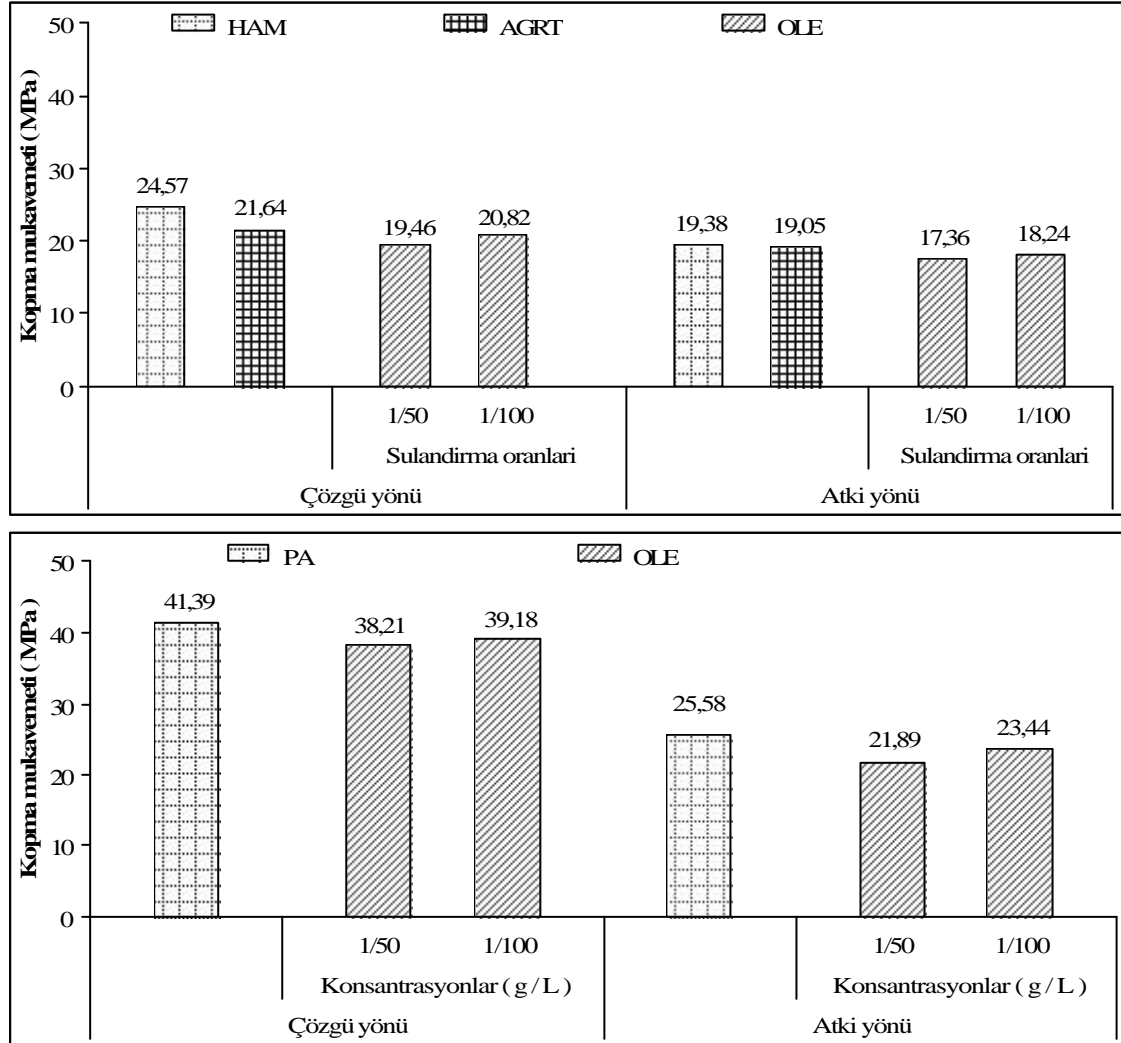 HAM AGRT OLE
Kopma mukavemeti ( MPa)
50
40
30
20
10
0
24,57
21,64
19,46
20,82
19,38
19,05
17,36
18,24
1/50 1/100 1/50 1/100
Sulandirma oranlari Sulandirma oranlari
Çözgü yönü Atki yönü
PA OLE
Kopma mukavemeti ( MPa )
50
40
30
20
10
0
41,39
38,21
39,18
25,58
21,89
23,44
1/50 1/100 1/50 1/100
Konsantrasyonlar ( g / L ) Konsantrasyonlar ( g / L )
Çözgü yönü Atki yönü